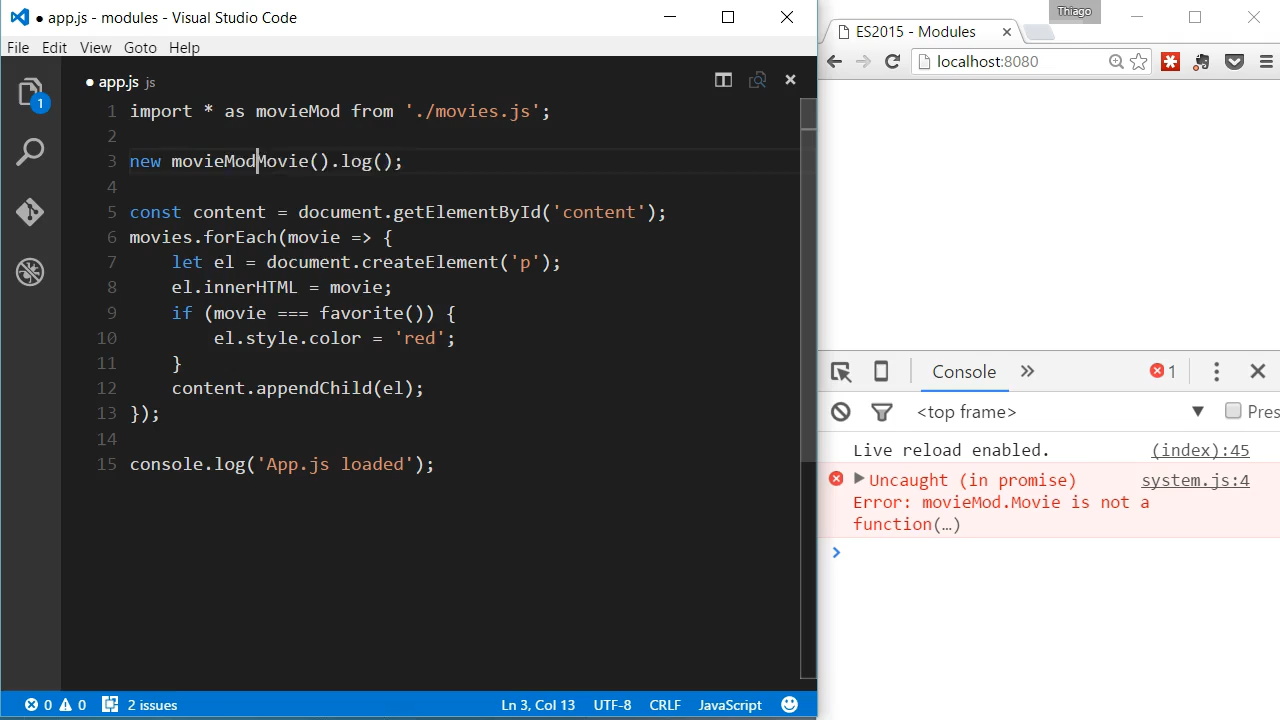 ● app.js - modules - Visual Studio Code
File Edit View Goto Help
1
● app.js js
1 import * as movieMod from './movies.js';
2
3 new movieModMovie().log();
4
5 const content = document.getElementById('content');
6 movies.forEach(movie => {
7 let el = document.createElement('p');
8 el.innerHTML = movie;
9 if (movie === favorite()) {
10 el.style.color = 'red';
11 }
12 content.appendChild(el);
13 });
14
15 console.log('App.js loaded');
0 0 2 issues Ln 3, Col 13 UTF-8 CRLF JavaScript
Thiago
ES2015 - Modules
localhost:8080
Console » 1
<top frame> ▼ Pres
Live reload enabled. (index):45
Uncaught (in promise) system.js:4
Error: movieMod.Movie is not a
function(…)